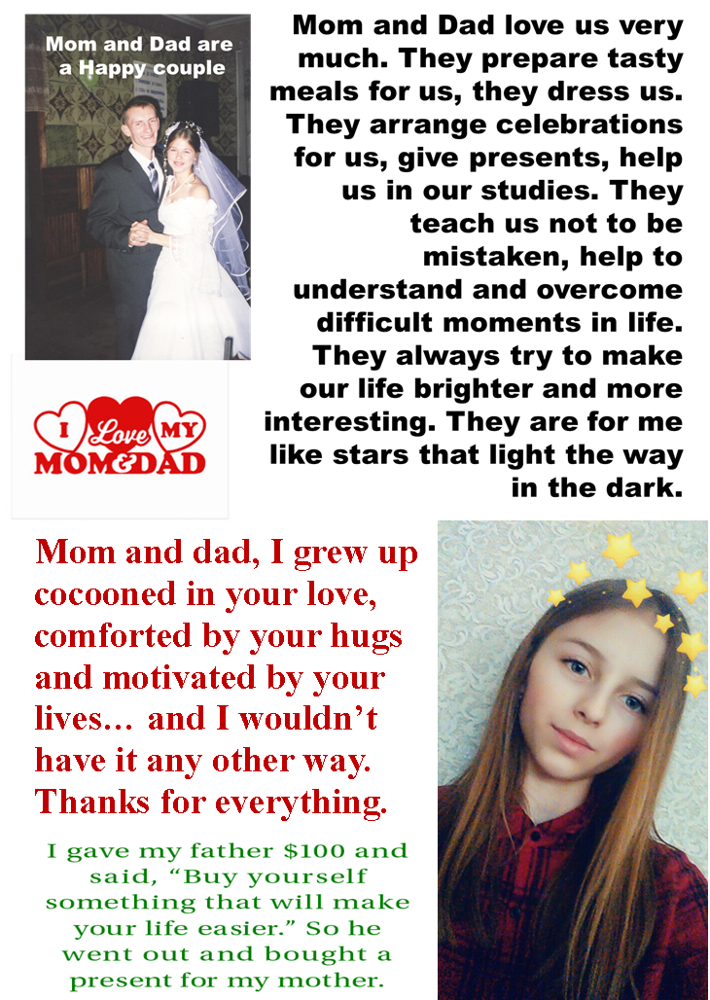 Mom and Dad are
a Happy couple
Mom and Dad love us very
much. They prepare tasty
meals for us, they dress us.
They arrange celebrations
for us, give presents, help
us in our studies. They
teach us not to be
mistaken, help to
understand and overcome
difficult moments in life.
They always try to make
our life brighter and more
interesting. They are for me
like stars that light the way
in the dark.
I Love MY
MOM&DAD
Mom and dad, I grew up
cocooned in your love,
comforted by your hugs
and motivated by your
lives… and I wouldn’t
have it any other way.
Thanks for everything.
I gave my father $100 and
said, “Buy yourself
something that will make
your life easier.” So he
went out and bought a
present for my mother.